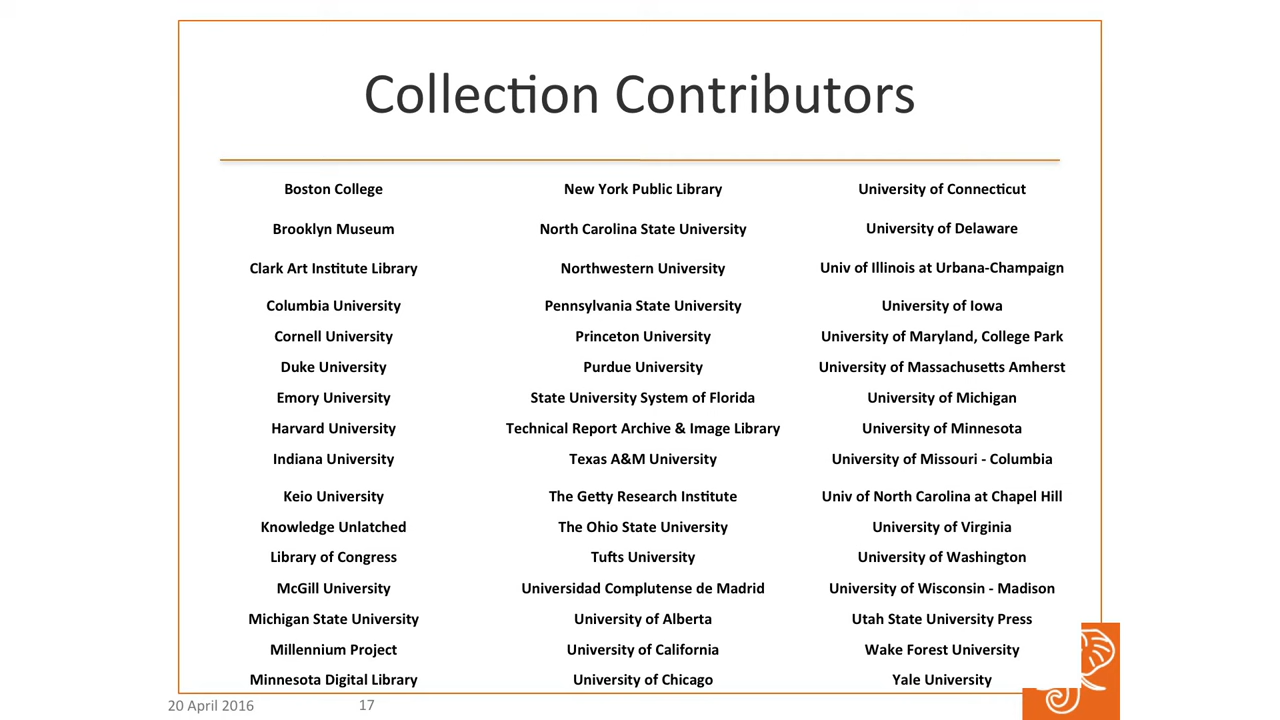 Collection Contributors
Boston College
New York Public Library
University of Connecticut
Brooklyn Museum
North Carolina State University
University of Delaware
Clark Art Institute Library
Northwestern University
Univ of Illinois at Urbana-Champaign
Columbia University
Pennsylvania State University
University of Iowa
Cornell University
Princeton University
University of Maryland, College Park
Duke University
Purdue University
University of Massachusetts Amherst
Emory University
State University System of Florida
University of Michigan
Harvard University
Technical Report Archive & Image Library
University of Minnesota
Indiana University
Texas A&M University
University of Missouri - Columbia
Keio University
The Getty Research Institute
Univ of North Carolina at Chapel Hill
Knowledge Unlatched
The Ohio State University
University of Virginia
Library of Congress
Tufts University
University of Washington
McGill University
Universidad Complutense de Madrid
University of Wisconsin - Madison
Michigan State University
University of Alberta
Utah State University Press
Millennium Project
University of California
Wake Forest University
Minnesota Digital Library
University of Chicago
Yale University
20 April 2016
17